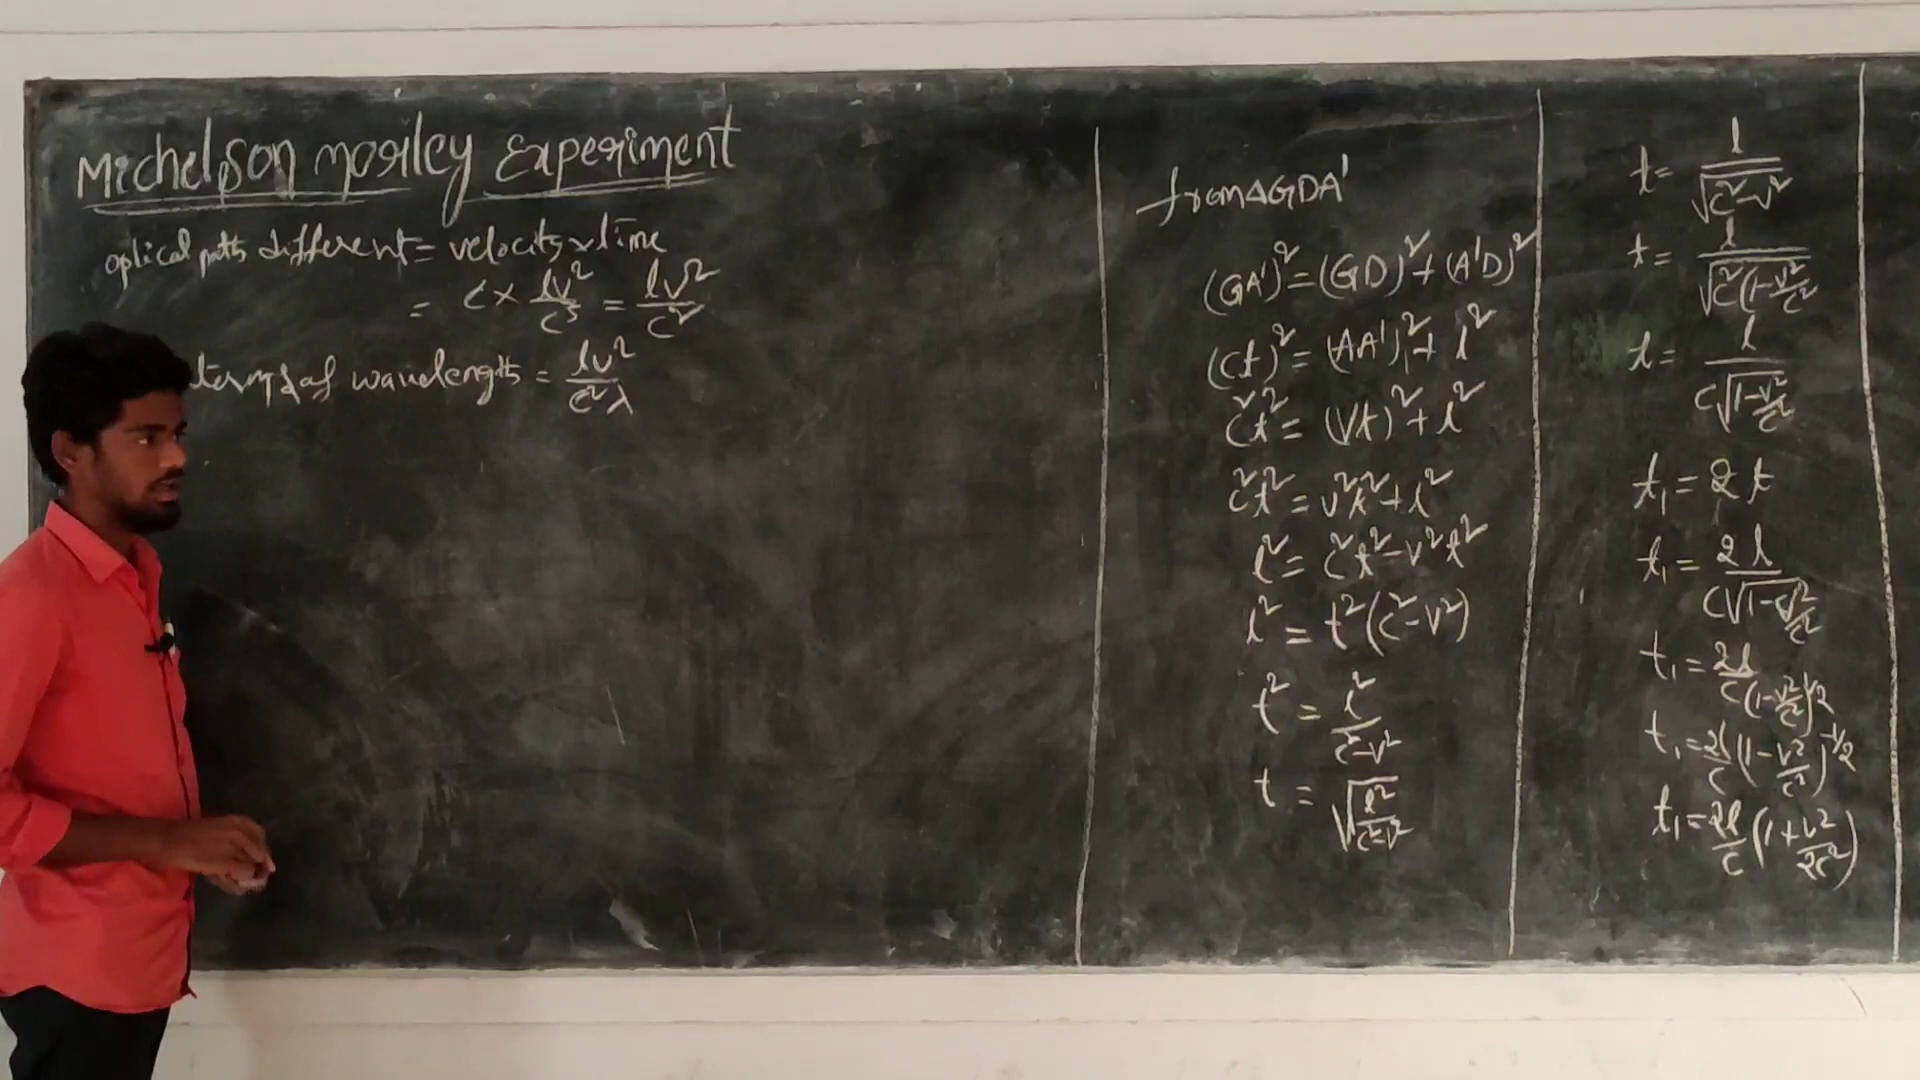 Michelson morley Experiment
optical path different = velocity × time
= c × lv²/c³ = lv²/c²
terms of wavelength = lv²/c²λ
from △GDA'
(GA')² = (GD)² + (A'D)²
(ct)² = (AA')² + l²
c²t² = (vt)² + l²
c²t² = v²t² + l²
l² = c²t² - v²t²
l² = t²(c² - v²)
t² = l²/c² - v²
t = √l²/c² - v²
t = l/√c² - v²
t = l/√c²(1 - v²/c²
t = l/c√1 - v²/c²
t₁ = 2t
t₁ = 2l/c√1 - v²/c²
t₁ = 2l/c(1 - v²/c²)^1/2
t₁ = 2l/c (1 - v²/c²)^-1/2
t₁ = 2l/c (1 + v²/2c²)